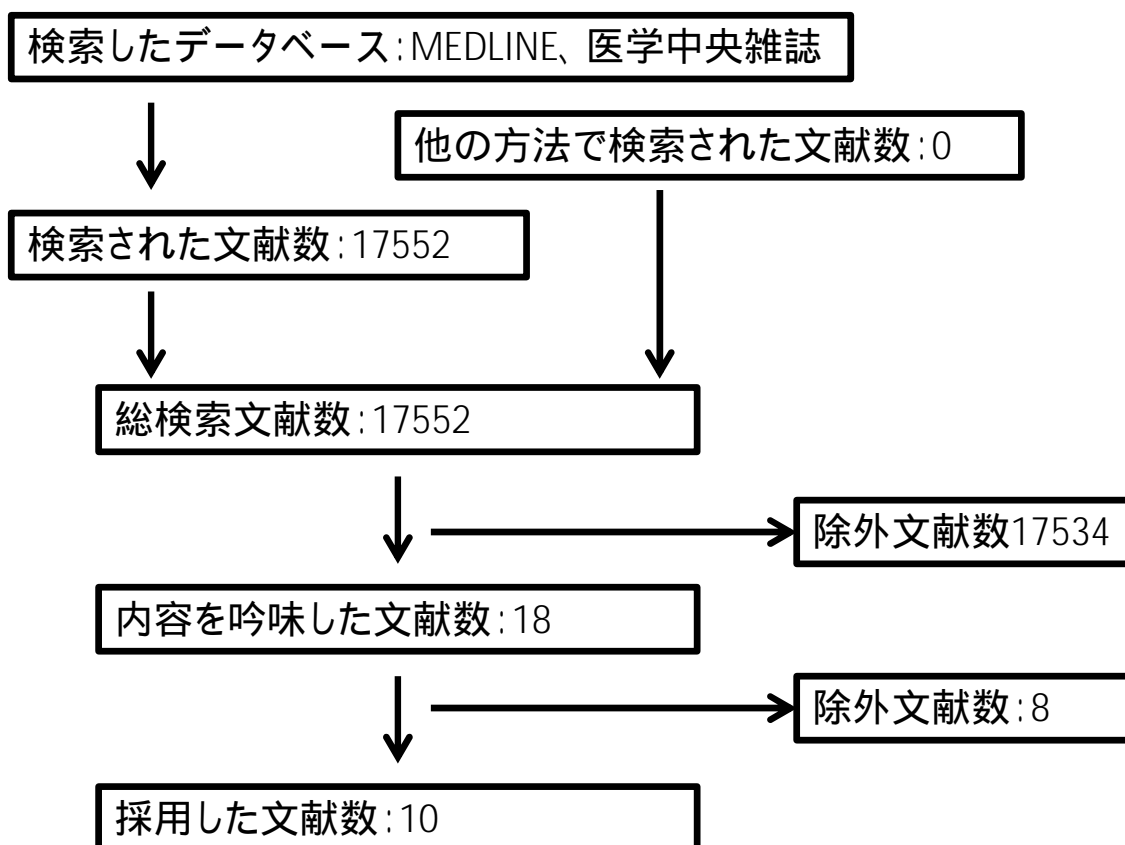 検索したデータベース:MEDLINE、医学中央雑誌
他の方法で検索された文献数:0
検索された文献数:17552
総検索文献数:17552
除外文献数17534
内容を吟味した文献数:18
除外文献数:8
採用した文献数:10